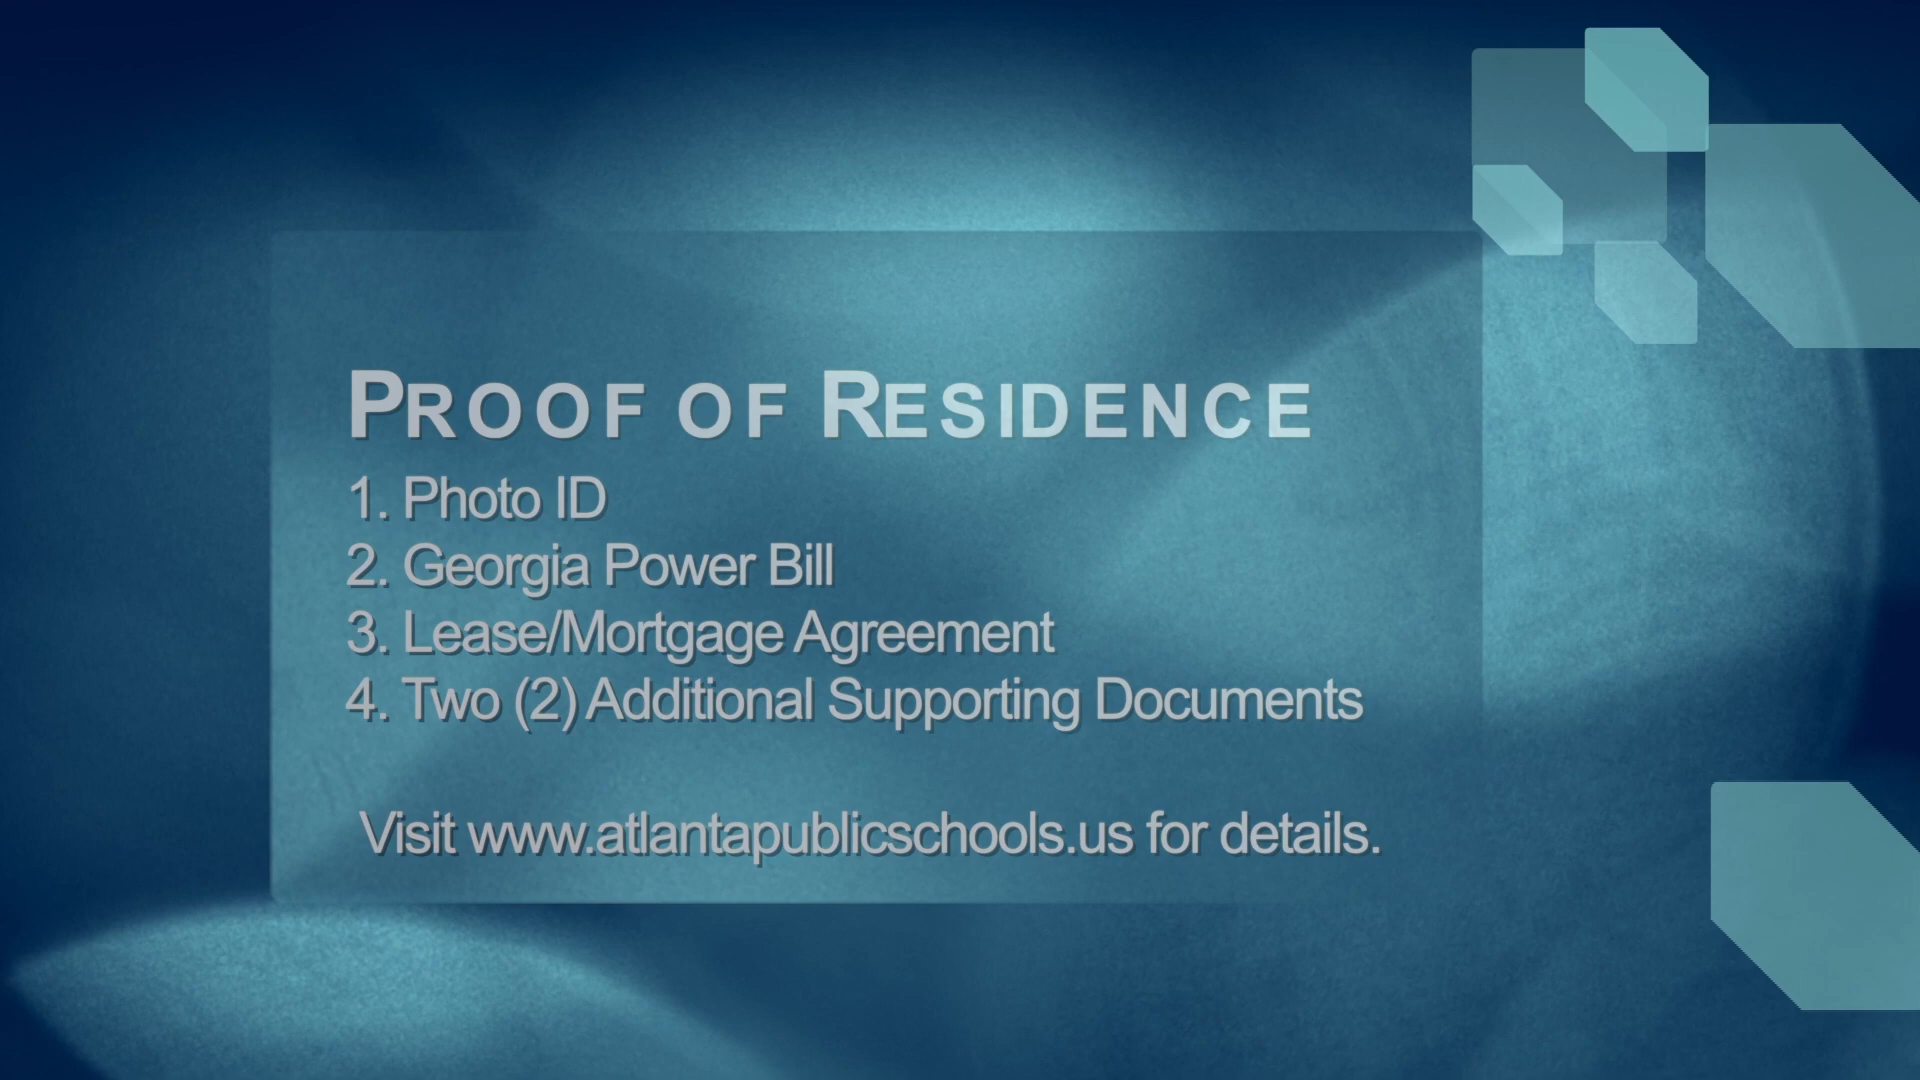 PROOF OF RESIDENCE
1. Photo ID
2. Georgia Power Bill
3. Lease/Mortgage Agreement
4. Two (2) Additional Supporting Documents
Visit www.atlantapublicschools.us for details.